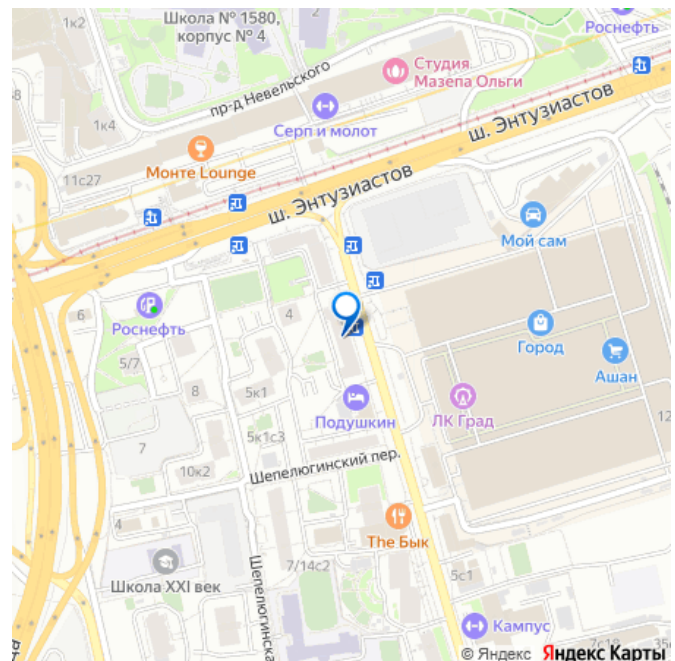 1к2
Школа № 1580,
корпус № 4
2
Роснефть
Студия
Мазепа Ольги
пр-д Невельского
8
1к4
Серп и молот
ш. Энтузиастов
Монте Lounge
11с27
ш. Энтузиастов
Мой сам
6
Роснефть
4
5/7
Город
Ашан
8
5к1
Подушкин
ЛК Град
12
7
5к1с3
10к2
Шепелюгинский пер.
4
The Бык
Школа XXI век
7/14с2
5с1
Шепелюгинская
Кампус
7с18
© Яндекс Яндекс Карты